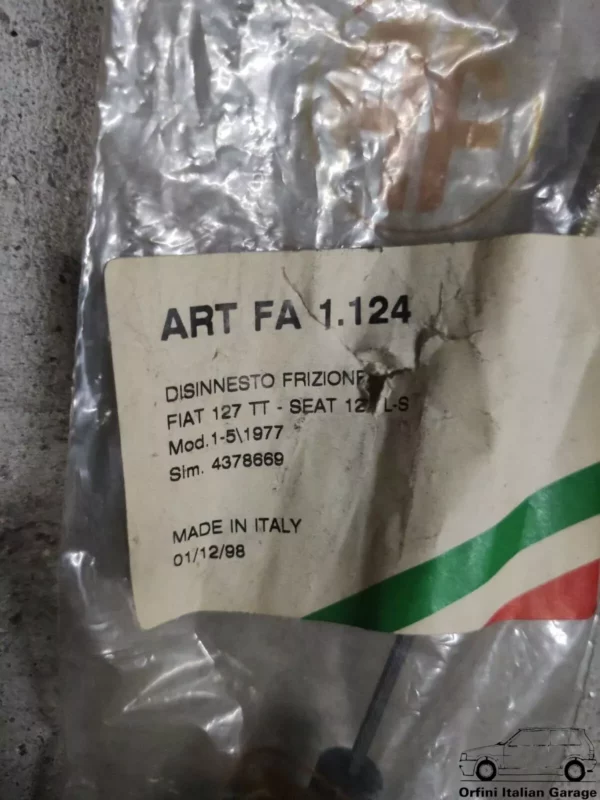 ART FA 1.124
DISINNESTO FRIZIONE
FIAT 127 TT - SEAT L-S
Mod.1-5\1977
Sim. 4378669
MADE IN ITALY
01/12/98
Orfini Italian Garage